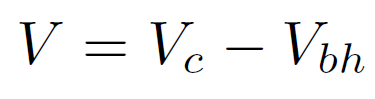 V = V_c - V_{bh}